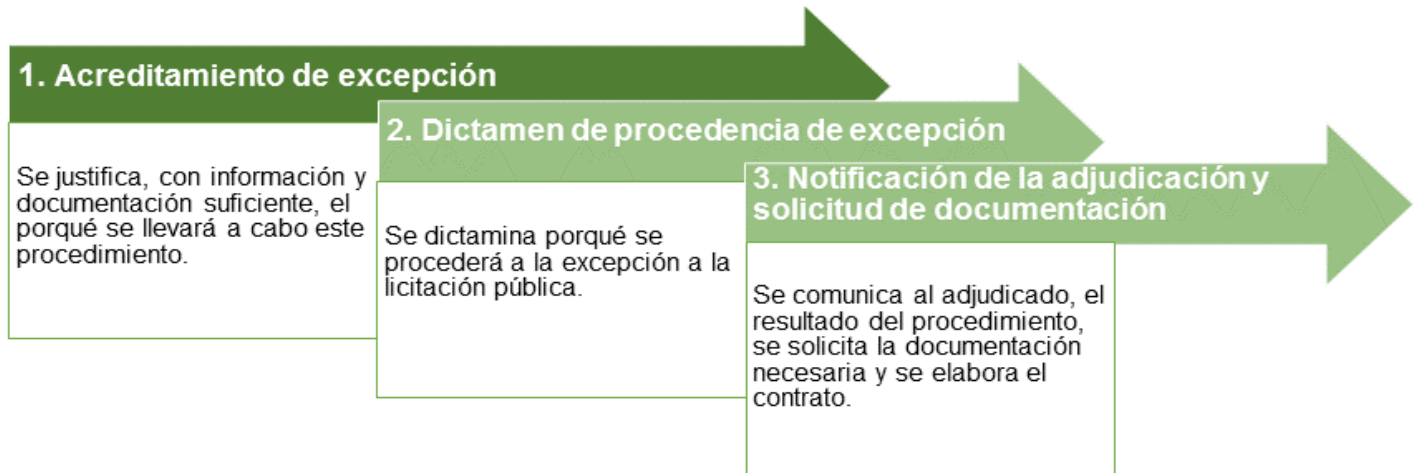 1. Acreditamiento de excepción
Se justifica, con información y
documentación suficiente, el
porqué se llevará a cabo este
procedimiento.
2. Dictamen de procedencia de excepción
Se dictamina porqué se
procederá a la excepción a la
licitación pública.
3. Notificación de la adjudicación y
solicitud de documentación
Se comunica al adjudicado, el
resultado del procedimiento,
se solicita la documentación
necesaria y se elabora el
contrato.